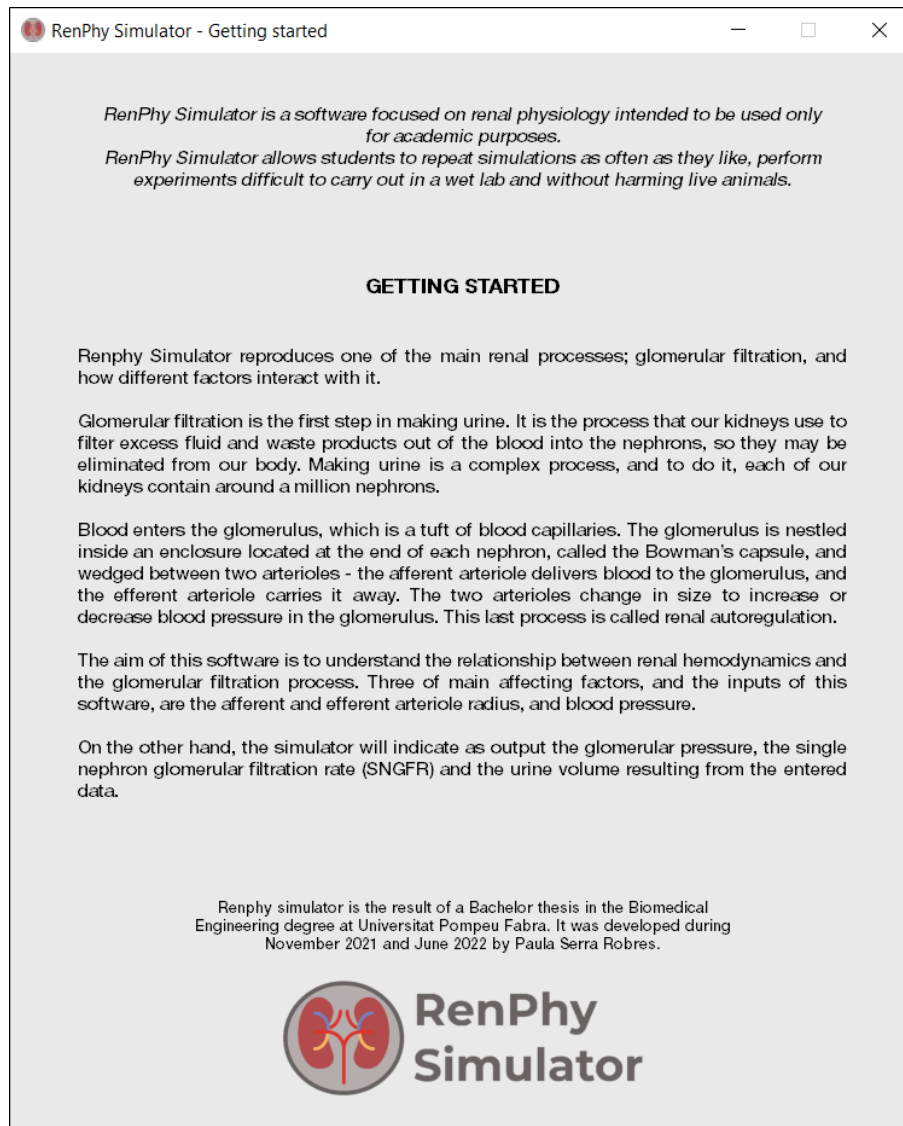 RenPhy Simulator - Getting started
RenPhy Simulator is a software focused on renal physiology intended to be used only
for academic purposes.
RenPhy Simulator allows students to repeat simulations as often as they like, perform
experiments difficult to carry out in a wet lab and without harming live animals.
GETTING STARTED
Renphy Simulator reproduces one of the main renal processes; glomerular filtration, and
how different factors interact with it.
Glomerular filtration is the first step in making urine. It is the process that our kidneys use to
filter excess fluid and waste products out of the blood into the nephrons, so they may be
eliminated from our body. Making urine is a complex process, and to do it, each of our
kidneys contain around a million nephrons.
Blood enters the glomerulus, which is a tuft of blood capillaries. The glomerulus is nestled
inside an enclosure located at the end of each nephron, called the Bowman's capsule, and
wedged between two arterioles - the afferent arteriole delivers blood to the glomerulus, and
the efferent arteriole carries it away. The two arterioles change in size to increase or
decrease blood pressure in the glomerulus. This last process is called renal autoregulation.
The aim of this software is to understand the relationship between renal hemodynamics and
the glomerular filtration process. Three of main affecting factors, and the inputs of this
software, are the afferent and efferent arteriole radius, and blood pressure.
On the other hand, the simulator will indicate as output the glomerular pressure, the single
nephron glomerular filtration rate (SNGFR) and the urine volume resulting from the entered
data.
Renphy simulator is the result of a Bachelor thesis in the Biomedical
Engineering degree at Universitat Pompeu Fabra. It was developed during
November 2021 and June 2022 by Paula Serra Robres.
RenPhy
Simulator